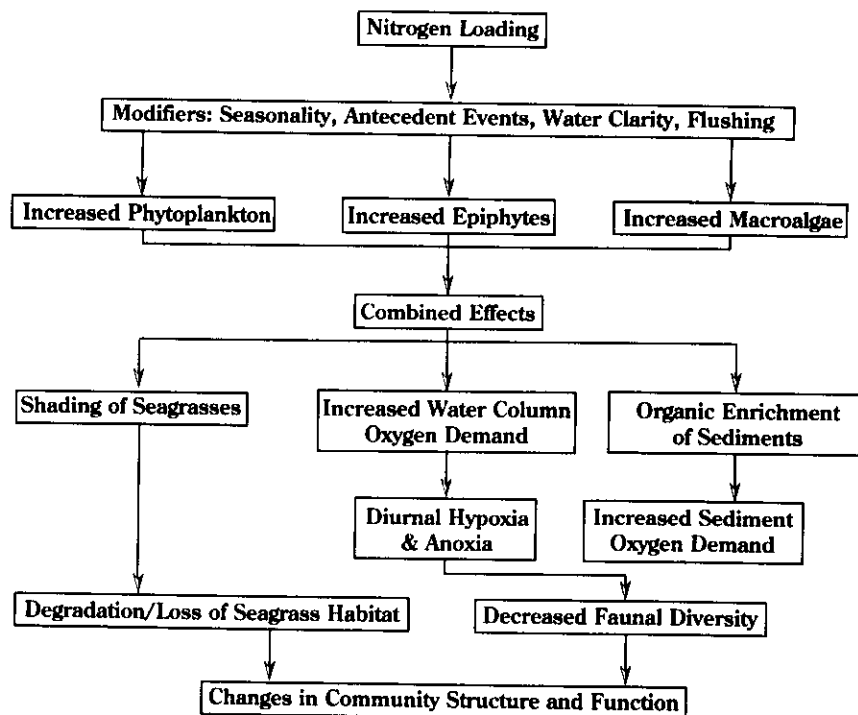 Nitrogen Loading
Modifiers: Seasonality, Antecedent Events, Water Clarity, Flushing
Increased Phytoplankton
Increased Epiphytes
Increased Macroalgae
Combined Effects
Shading of Seagrasses
Increased Water Column
Oxygen Demand
Organic Enrichment
of Sediments
Diurnal Hypoxia
& Anoxia
Increased Sediment
Oxygen Demand
Degradation/Loss of Seagrass Habitat
Decreased Faunal Diversity
Changes in Community Structure and Function